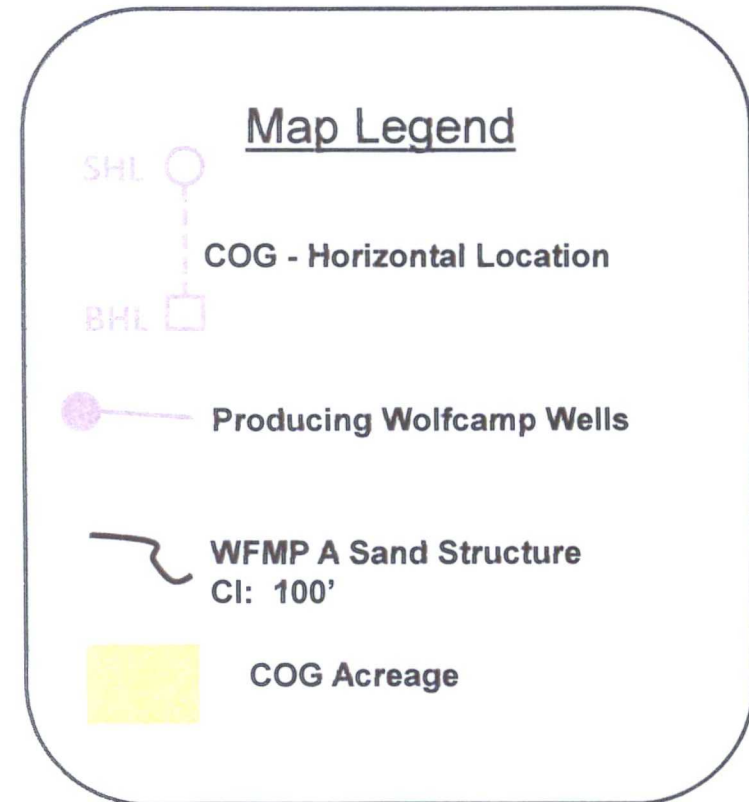 Map Legend
SHL
COG - Horizontal Location
BHL
Producing Wolfcamp Wells
WFMP A Sand Structure
CI: 100’
COG Acreage